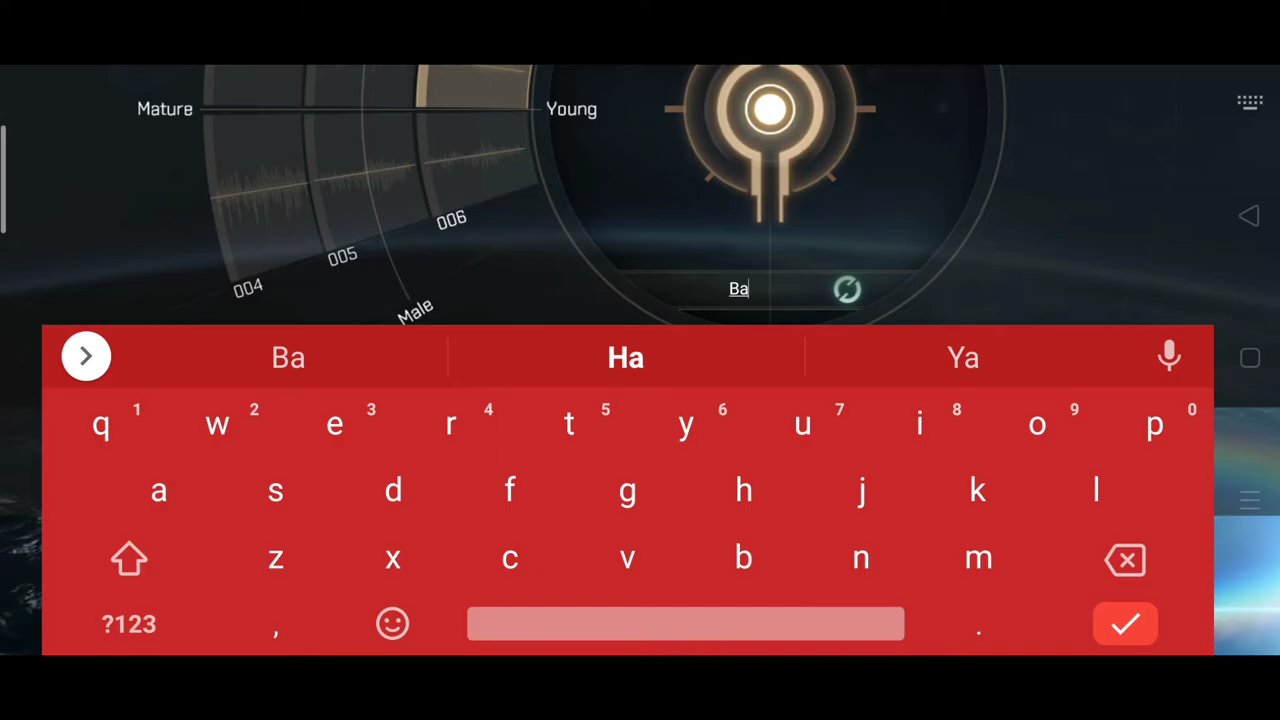 Mature
Young
006
005
004
Male
Ba
Ba Ha Ya
q 1 w 2 e 3 r 4 t 5 y 6 u 7 i 8 o 9 p 0
a s d f g h j k l
z x c v b n m
?123 , .